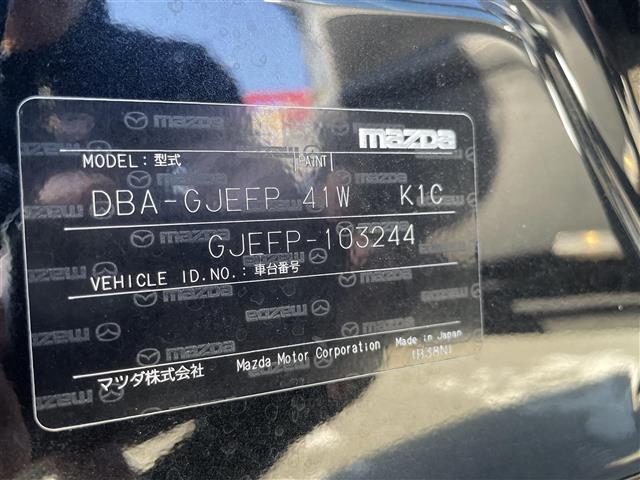 mazda
MODEL: 型式 PAINT
DBA-GJEFP 41W K1C
GJEFP-103244
VEHICLE ID.NO.: 車台番号
マツダ株式会社 Mazda Motor Corporation Made in Japan